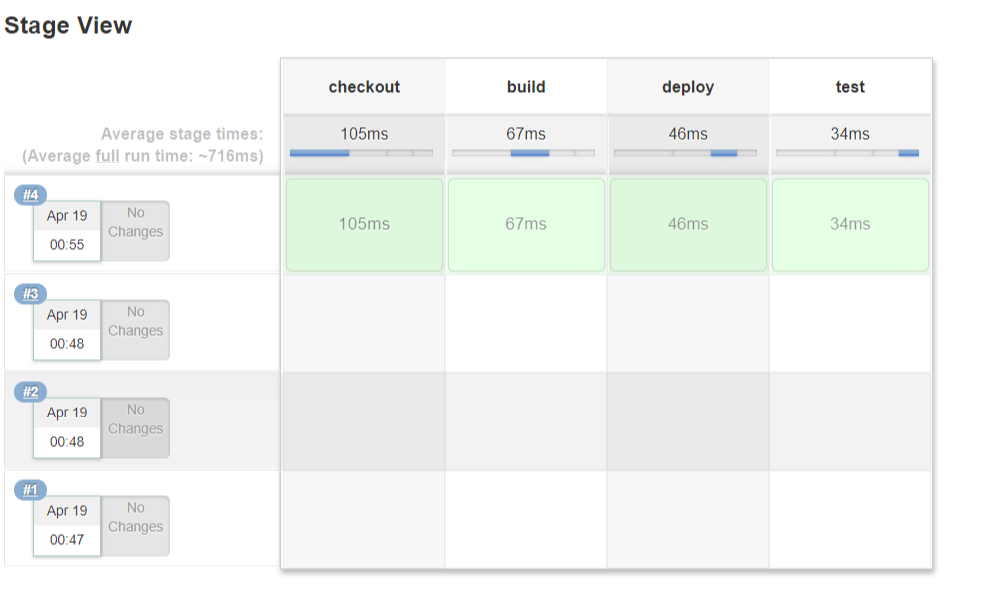 Stage View
checkout build deploy test
Average stage times: 105ms 67ms 46ms 34ms
(Average full run time: ~716ms)
#4
Apr 19 No
Changes
00:55
105ms 67ms 46ms 34ms
#3
Apr 19 No
Changes
00:48
#2
Apr 19 No
Changes
00:48
#1
Apr 19 No
Changes
00:47